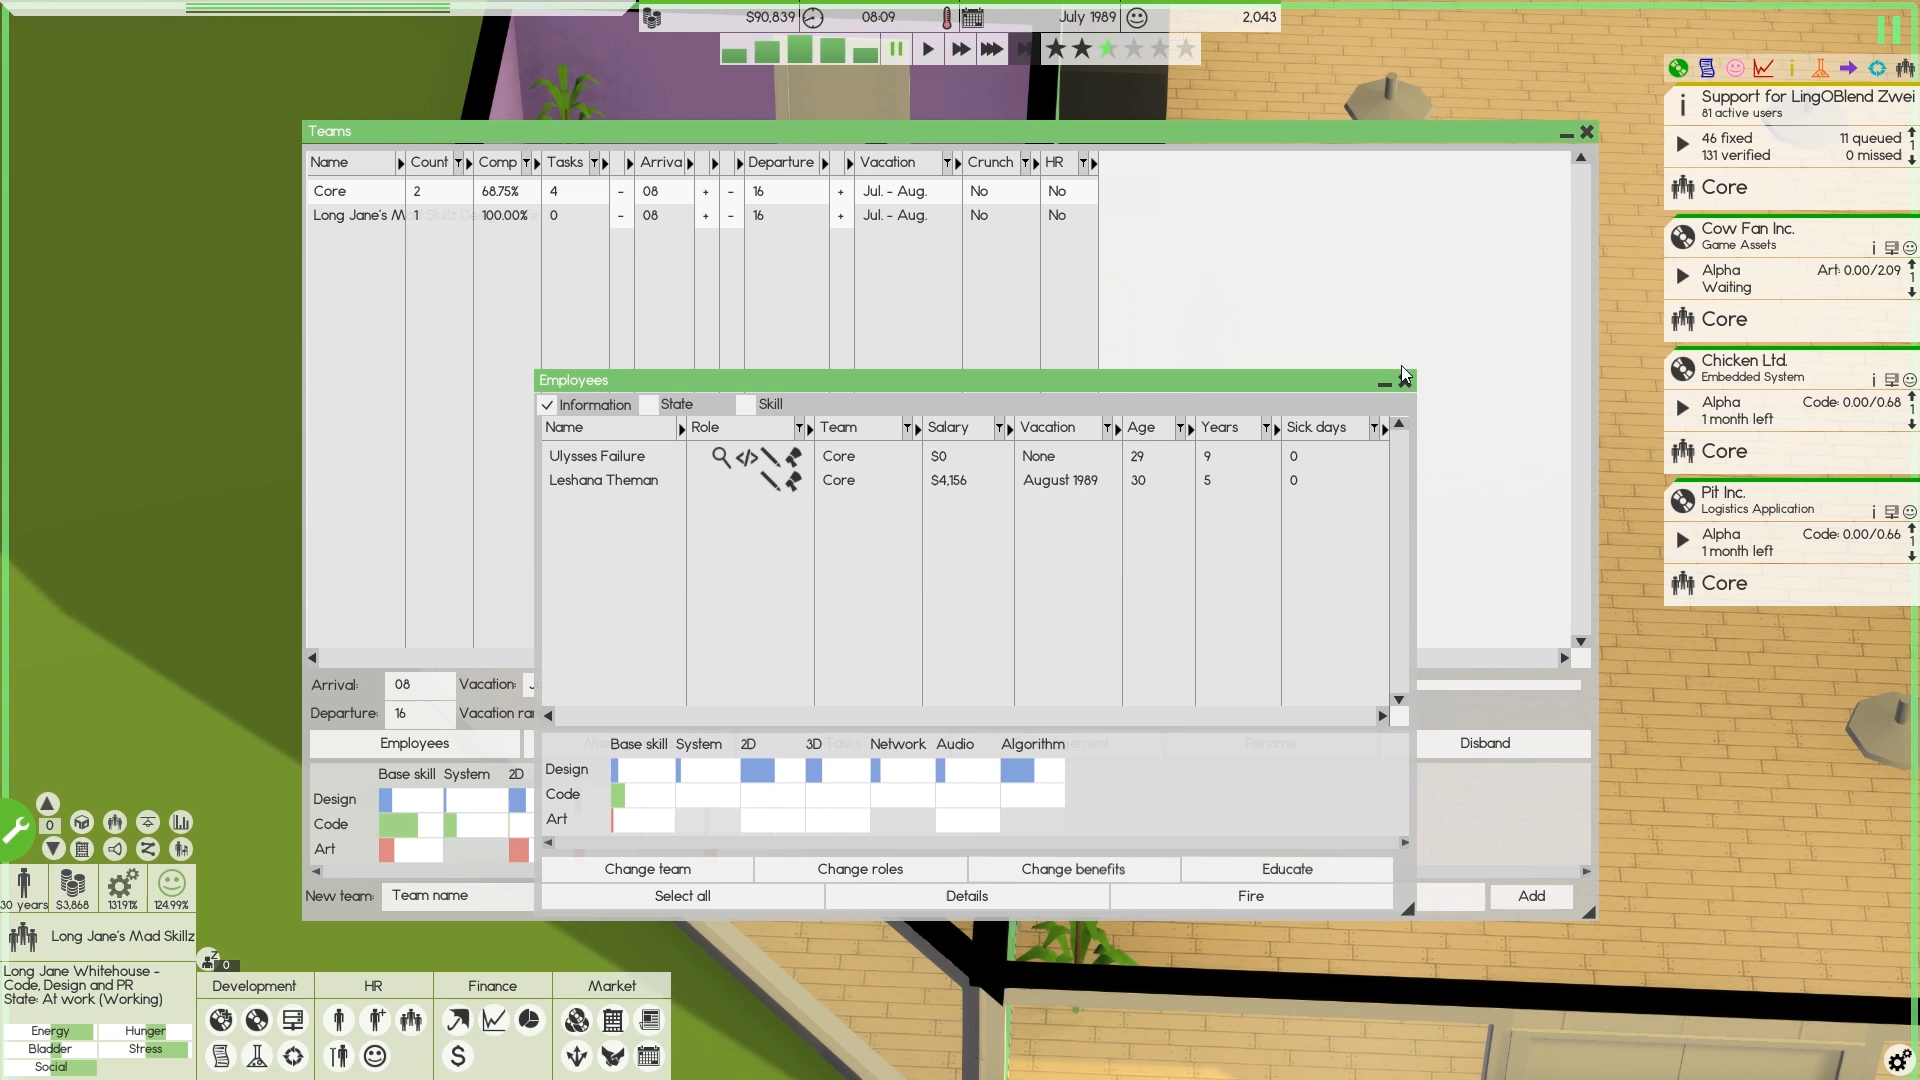 $90,839 08:09 July 1989 2,043
Teams
Name Count Comp Tasks Arriva Departure Vacation Crunch HR
Core 2 68.75% 4 - 08 + - 16 + Jul. - Aug. No No
Long Jane's M 1 100.00% 0 - 08 + - 16 + Jul. - Aug. No No
Arrival: 08 Vacation:
Departure: 16 Vacation ra
Employees
Disband
Base skill System 2D
Design
Code
Art
New team: Team name
Add
Employees
Information State Skill
Name Role Team Salary Vacation Age Years Sick days
Ulysses Failure Core $0 None 29 9 0
Leshana Theman Core $4,156 August 1989 30 5 0
Base skill System 2D 3D Network Audio Algorithm
Design
Code
Art
Change team Change roles Change benefits Educate
Select all Details Fire
Support for LingOBlend Zwei
81 active users
46 fixed 11 queued
131 verified 0 missed
1
Core
Cow Fan Inc.
Game Assets
Alpha Art: 0.00/2.09
Waiting
1
Core
Chicken Ltd.
Embedded System
Alpha Code: 0.00/0.68
1 month left
1
Core
Pit Inc.
Logistics Application
Alpha Code: 0.00/0.66
1 month left
1
Core
0
30 years $3,868 131.91% 124.99%
Long Jane's Mad Skillz
Long Jane Whitehouse -
Code, Design and PR
State: At work (Working)
Energy Hunger
Bladder Stress
Social
0
Development HR Finance Market